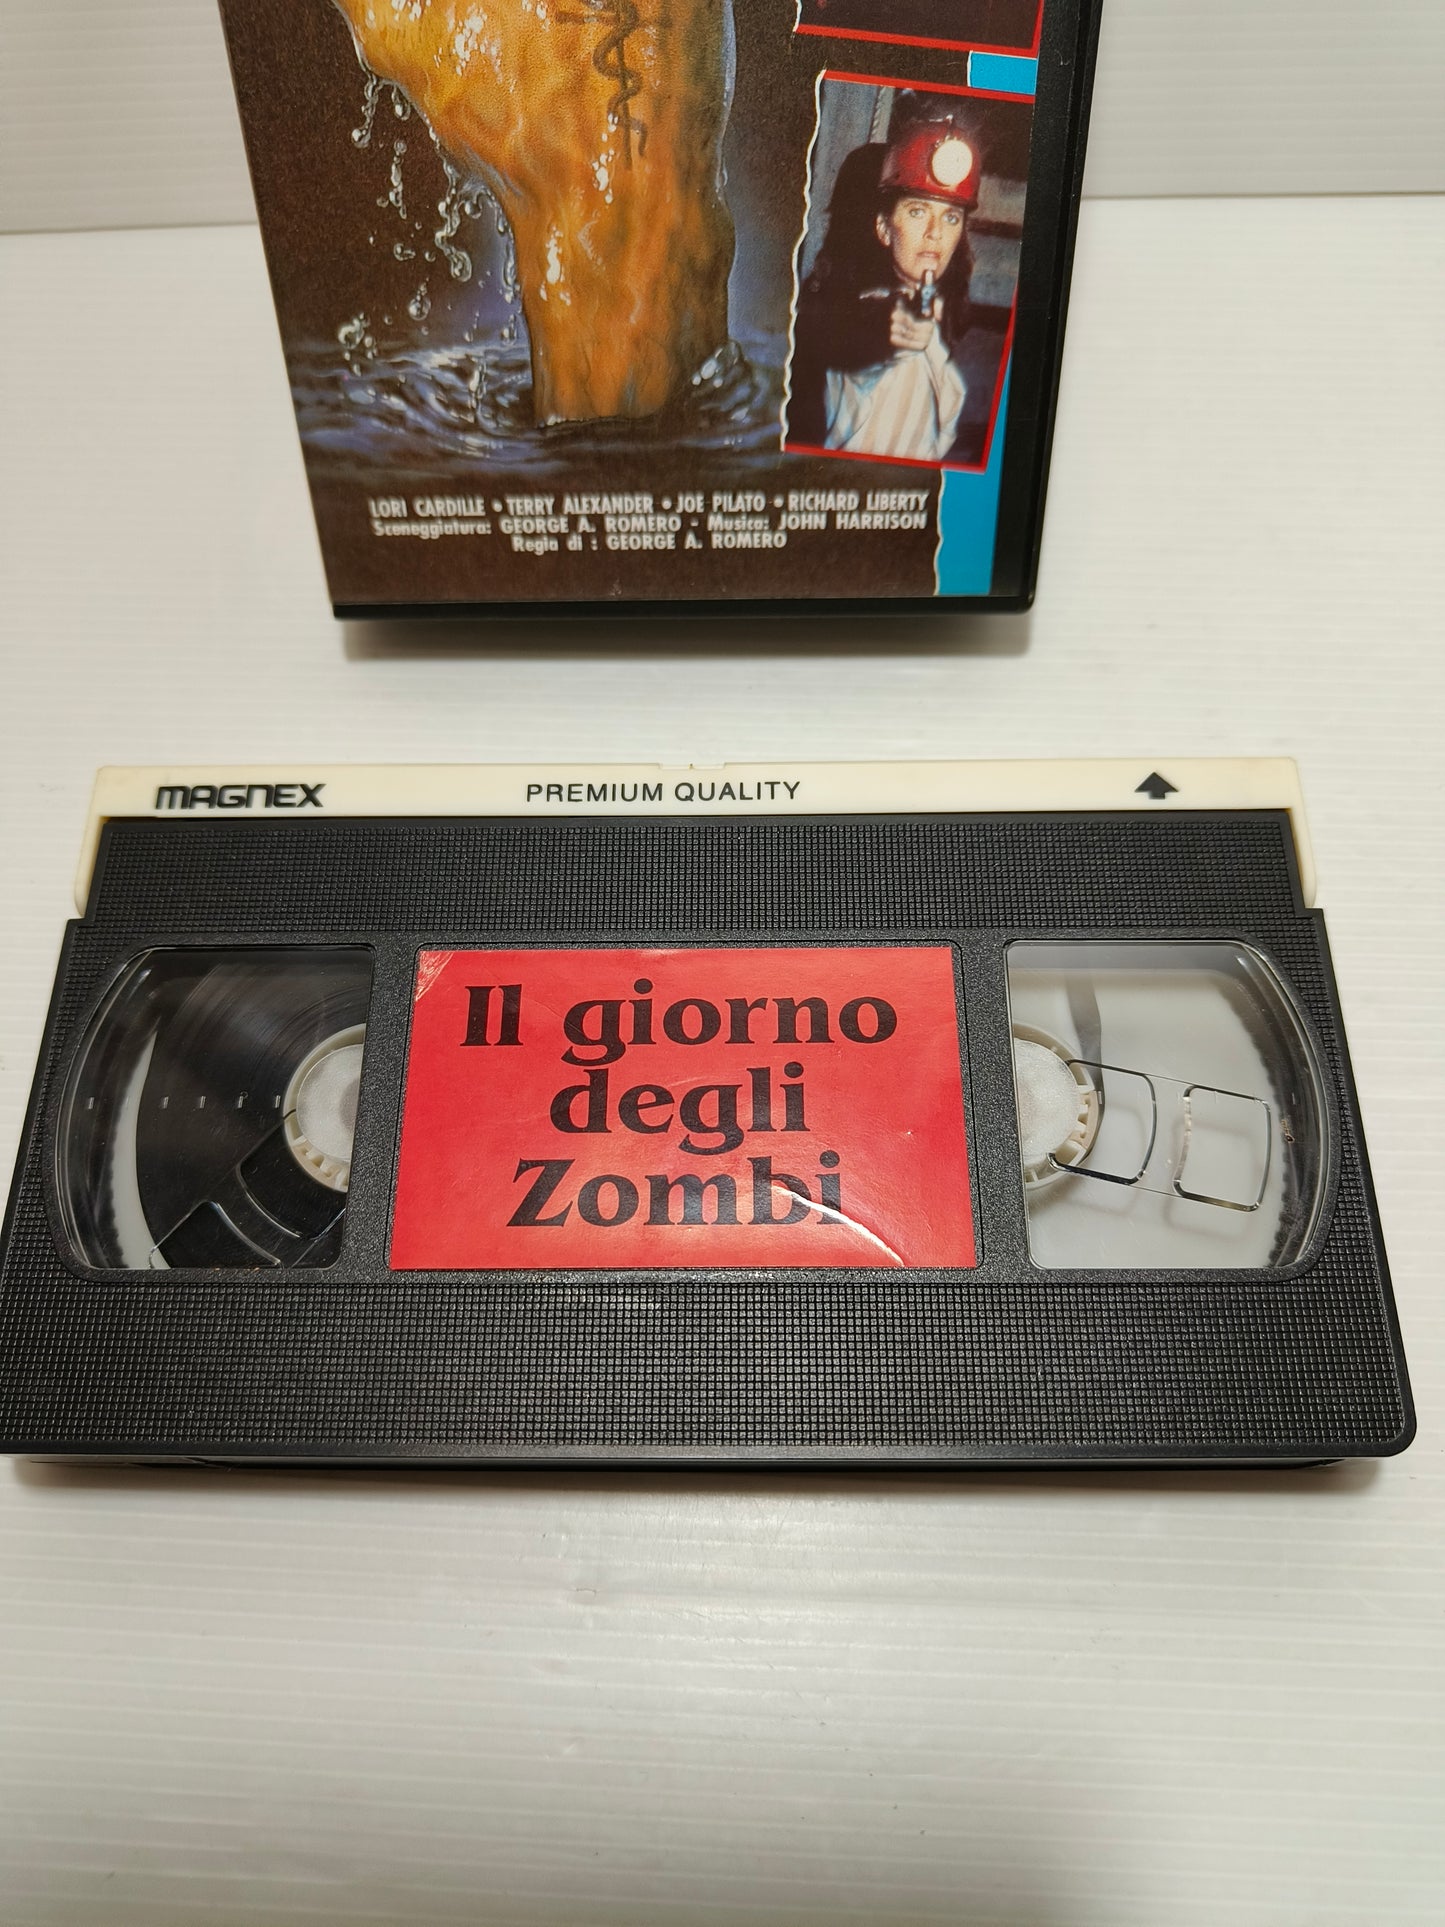 LORI CARDILLE • TERRY ALEXANDER • JOE PILATO • RICHARD LIBERTY
Sceneggiatura: GEORGE A. ROMERO - Musica: JOHN HARRISON
Regia di : GEORGE A. ROMERO
MAGNEX
PREMIUM QUALITY
Il giorno
degli
Zombi